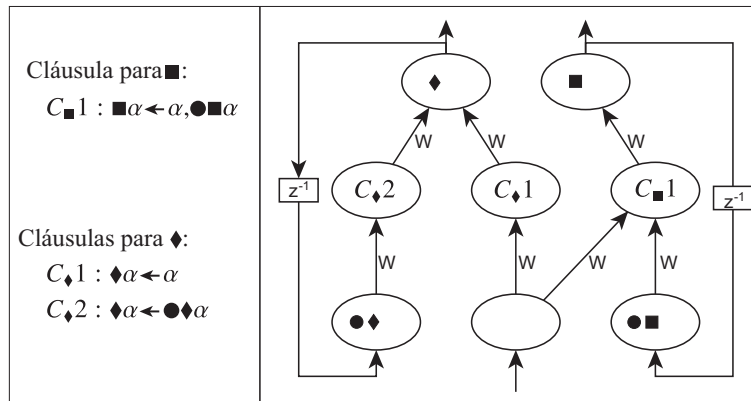 Cláusula para ■:
C■1 : ■α←α,●■α
Cláusulas para ♦:
C♦1 : ♦α←α
C♦2 : ♦α←●♦α
♦
■
W
W
W
z⁻¹
C♦2
C♦1
C■1
z⁻¹
W
W
W
W
●♦
●■